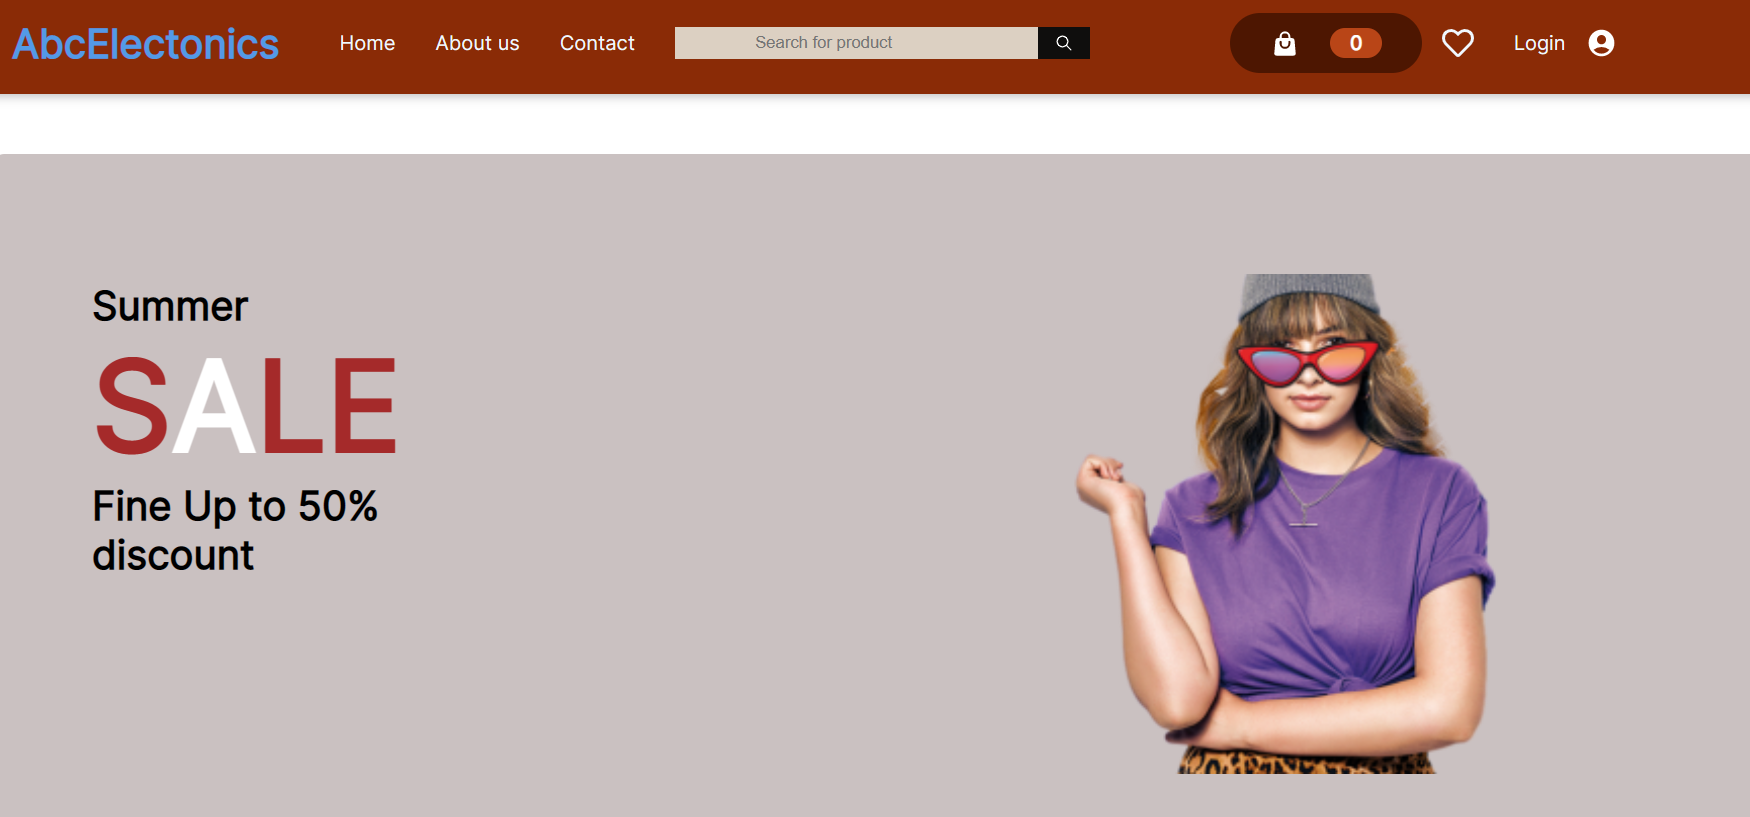 AbcElectonics
Home
About us
Contact
Search for product
0
Login
Summer
SALE
Fine Up to 50%
discount